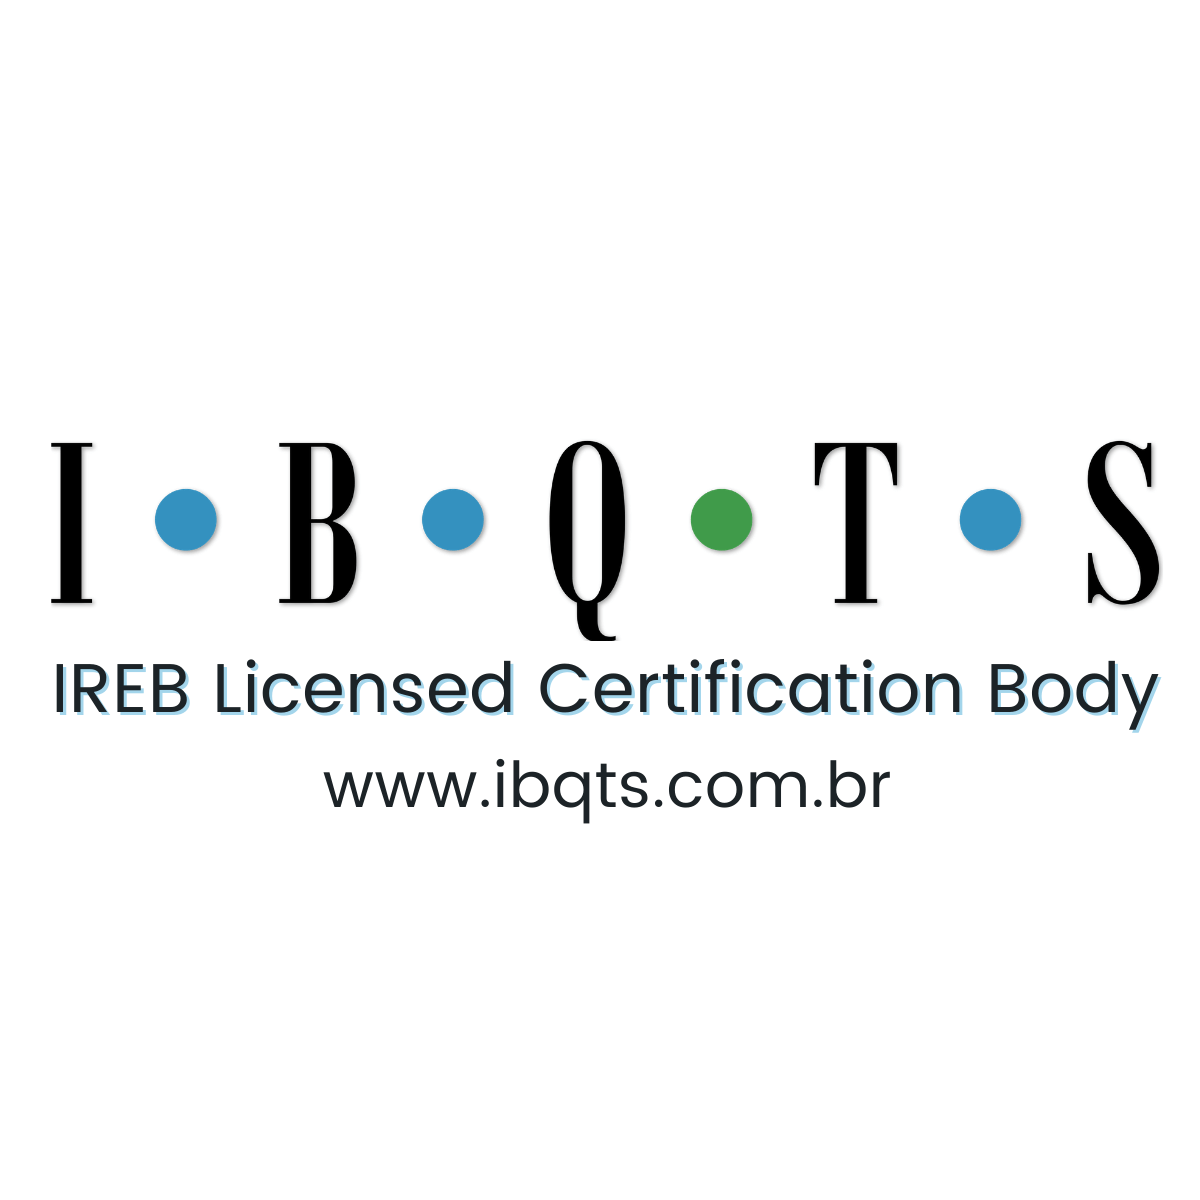 I • B • Q • T • S
IREB Licensed Certification Body
www.ibqts.com.br